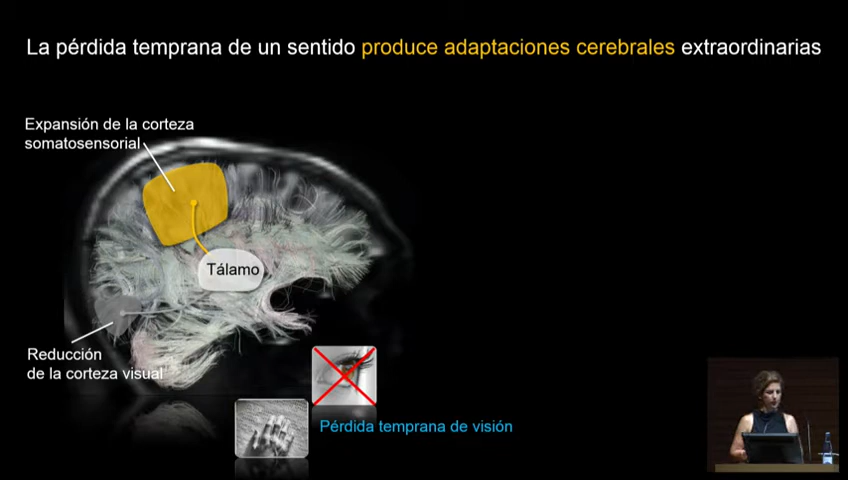 La pérdida temprana de un sentido produce adaptaciones cerebrales extraordinarias
Expansión de la corteza
somatosensorial
Tálamo
Reducción
de la corteza visual
Pérdida temprana de visión